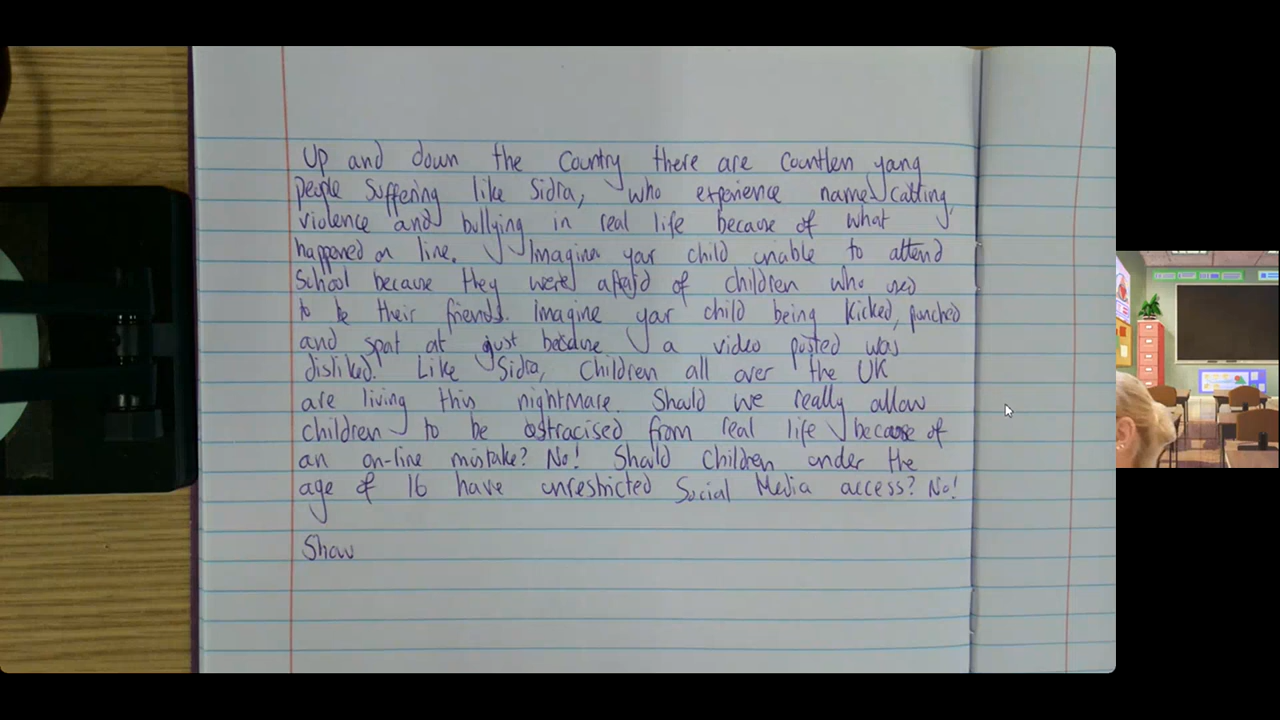 Up and down the Country there are countless young
people suffering like Sidra, who experience name calling,
violence and bullying in real life because of what
happened on line. Imagine your child unable to attend
School because they were afraid of children who used
to be their friends. Imagine your child being kicked, punched
and spat at just because a video posted was
disliked. Like Sidra, Children all over the UK
are living this nightmare. Should we really allow
children to be ostracised from real life because of
an on-line mistake? No! Should Children under the
age of 16 have unrestricted Social Media access? No!
Shou